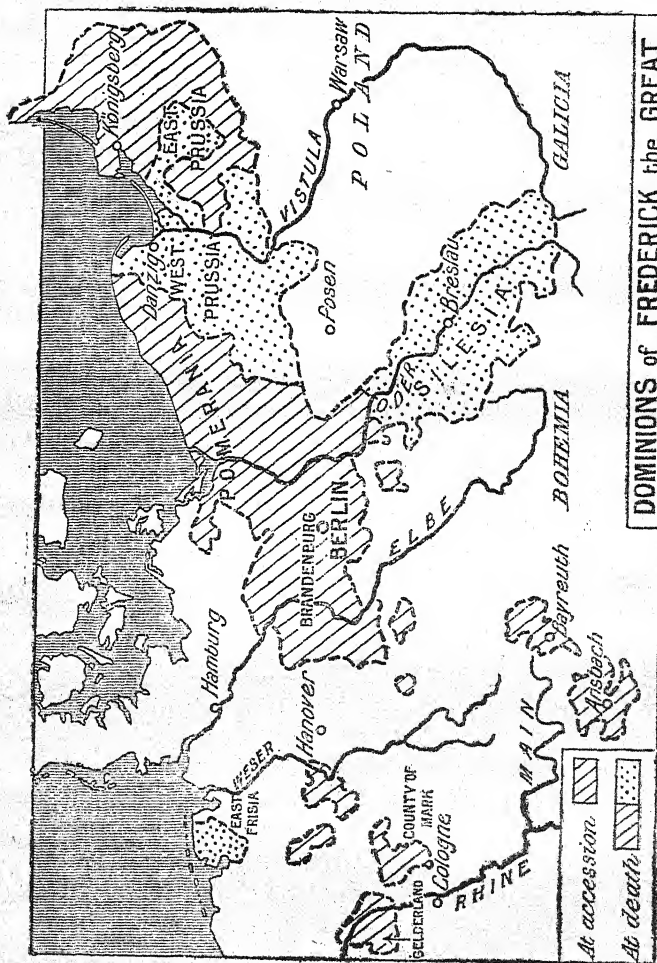 Königsberg
EAST
PRUSSIA
Danzig
WEST
PRUSSIA
VISTULA
Warsaw
POLAND
POMERANIA
Posen
Hamburg
BRANDENBURG
BERLIN
ODER
Breslau
SILESIA
GALICIA
ELBE
BOHEMIA
WESER
EAST
FRISIA
Hanover
COUNTY OF
MARK
GELDERLAND
Cologne
RHINE
MAIN
Bayreuth
Ansbach
At accession
At death
DOMINIONS of FREDERICK the GREAT